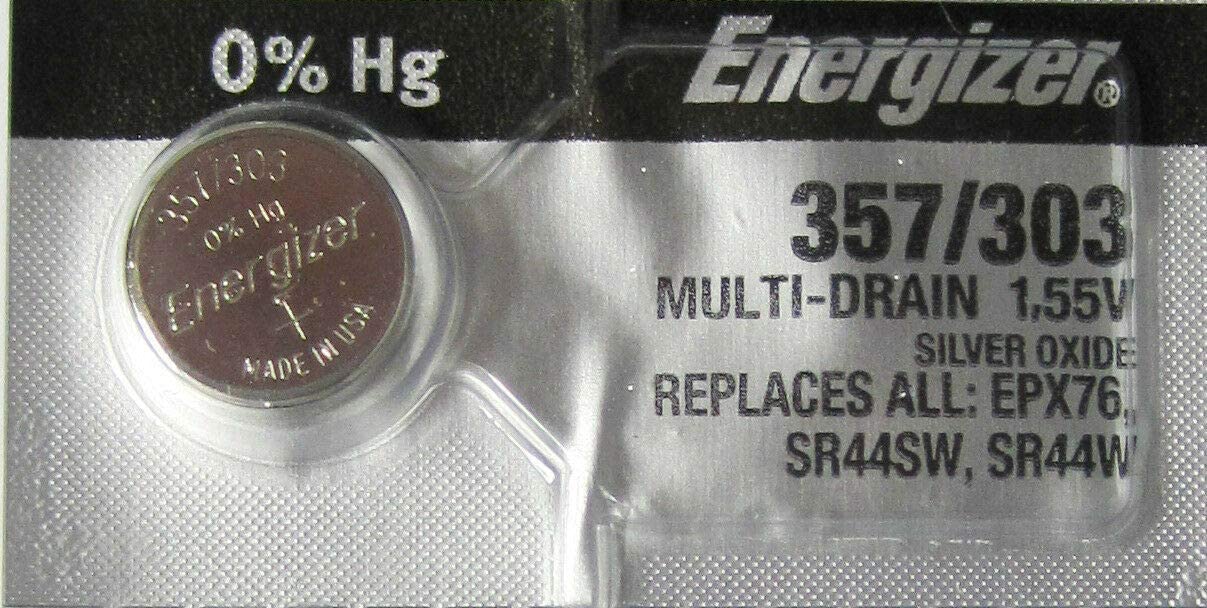 0% Hg
Energizer®
357/303
0% Hg
Energizer
+
MADE IN USA
357/303
MULTI-DRAIN 1.55V
SILVER OXIDE
REPLACES ALL: EPX76,
SR44SW, SR44W